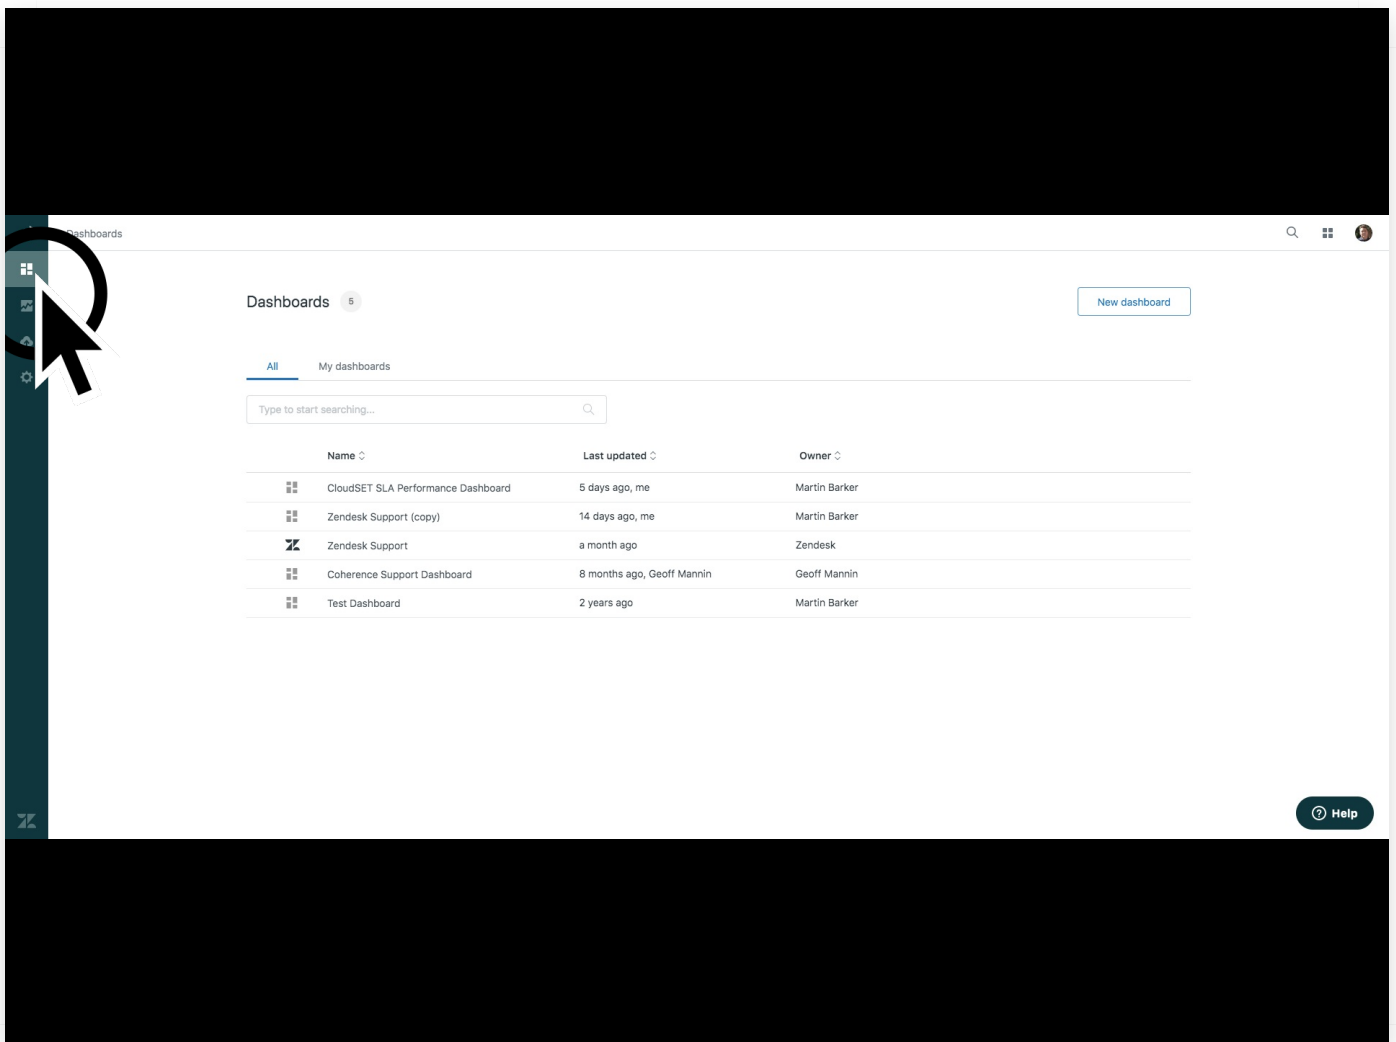 Dashboards
Dashboards 5
New dashboard
All My dashboards
Type to start searching...
Name Last updated Owner
CloudSET SLA Performance Dashboard 5 days ago, me Martin Barker
Zendesk Support (copy) 14 days ago, me Martin Barker
Zendesk Support a month ago Zendesk
Coherence Support Dashboard 8 months ago, Geoff Mannin Geoff Mannin
Test Dashboard 2 years ago Martin Barker
Help